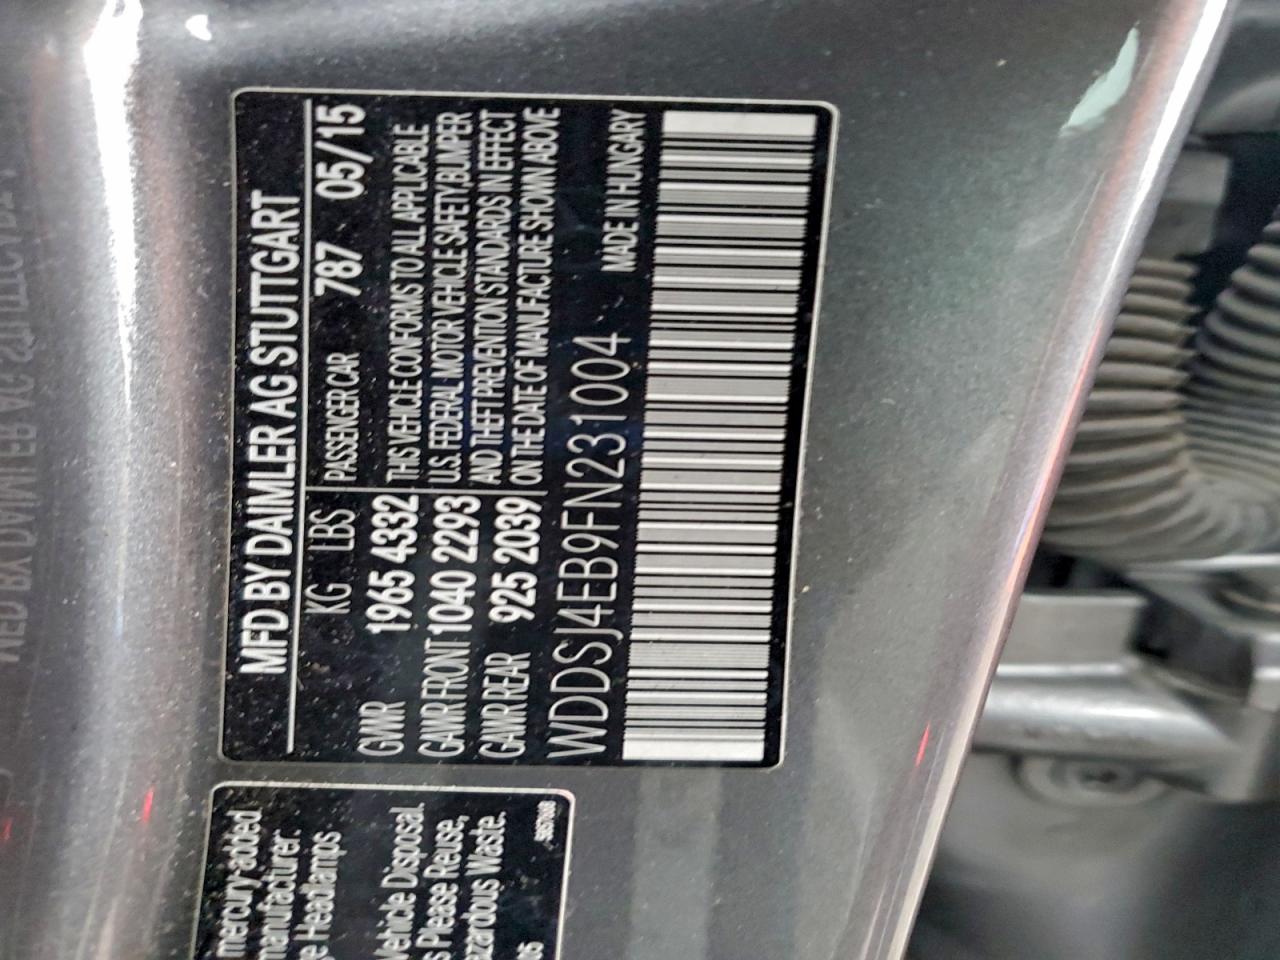 MFD BY DAIMLER AG STUTTGART
KG LBS PASSENGER CAR 787 05/15
GVWR 1965 4332 THIS VEHICLE CONFORMS TO ALL APPLICABLE
GAWR FRONT 1040 2293 U.S. FEDERAL MOTOR VEHICLE SAFETY,BUMPER
AND THEFT PREVENTION STANDARDS IN EFFECT
GAWR REAR 925 2039 ON THE DATE OF MANUFACTURE SHOWN ABOVE
WDDSJ4EB9FN231004 MADE IN HUNGARY
mercury-added
manufacturer.
Headlamps
Vehicle Disposal.
Please Reuse,
Waste.